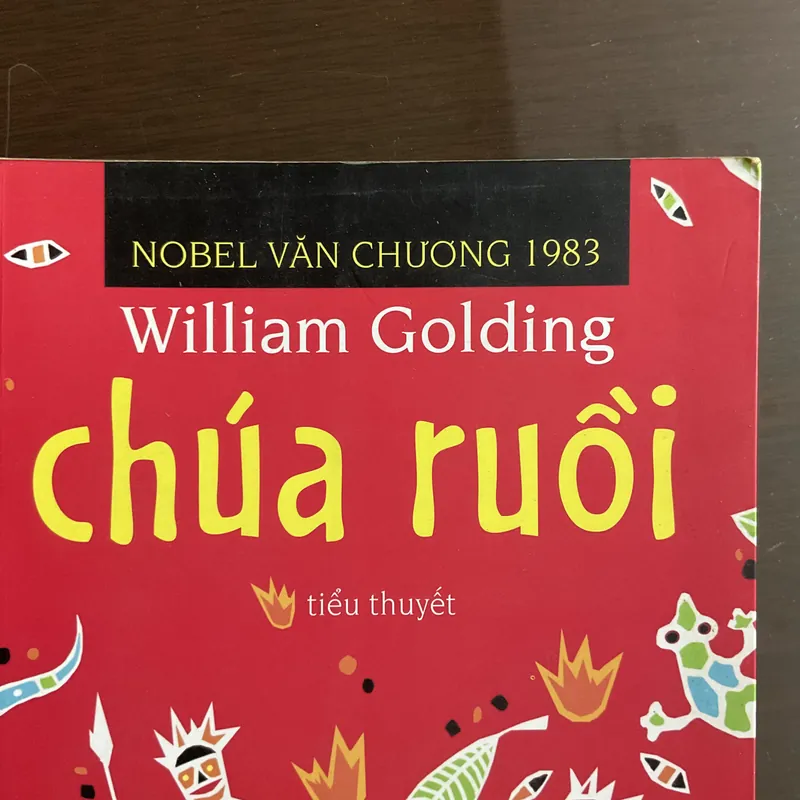 NOBEL VĂN CHƯƠNG 1983
William Golding
chúa ruồi
tiểu thuyết